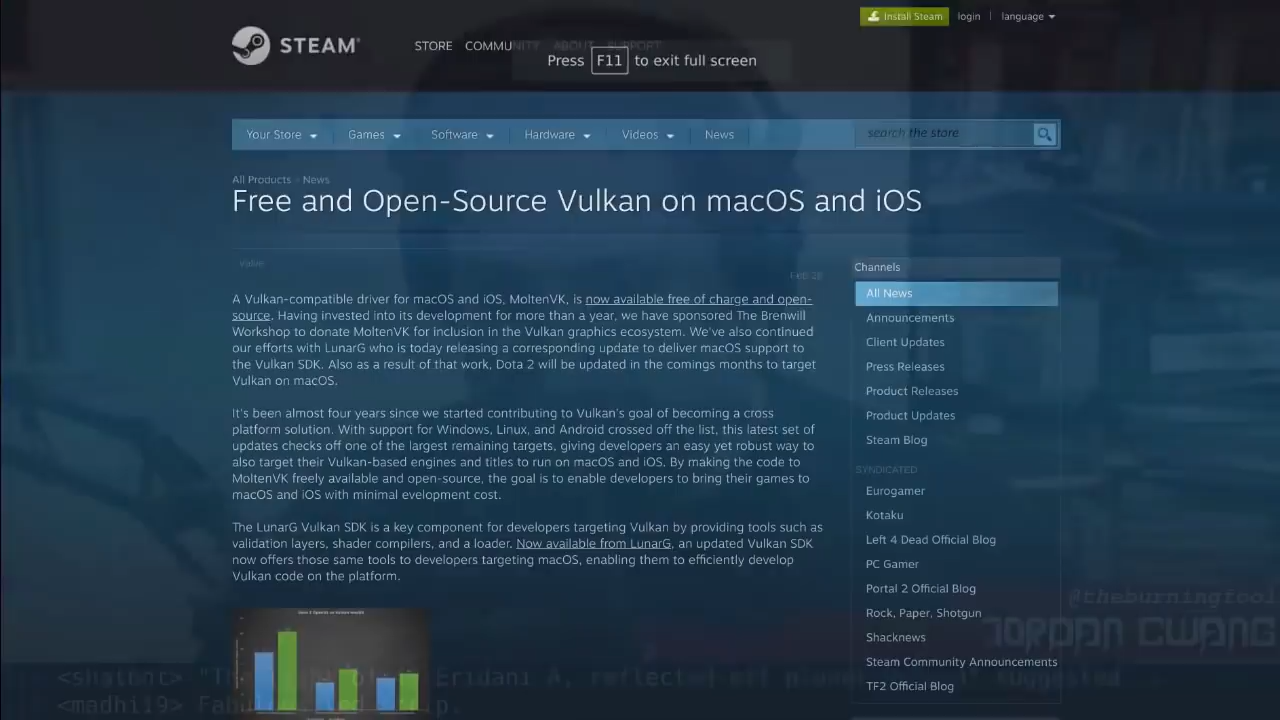 Install Steam login language
STEAM
STORE COMMUNITY ABOUT SUPPORT
Press F11 to exit full screen
Your Store Games Software Hardware Videos News search the store
All Products News
Free and Open-Source Vulkan on macOS and iOS
Valve
Feb 26
A Vulkan-compatible driver for macOS and iOS, MoltenVK, is now available free of charge and open-
source. Having invested into its development for more than a year, we have sponsored The Brenwill
Workshop to donate MoltenVK for inclusion in the Vulkan graphics ecosystem. We've also continued
our efforts with LunarG who is today releasing a corresponding update to deliver macOS support to
the Vulkan SDK. Also as a result of that work, Dota 2 will be updated in the comings months to target
Vulkan on macOS.
It's been almost four years since we started contributing to Vulkan's goal of becoming a cross
platform solution. With support for Windows, Linux, and Android crossed off the list, this latest set of
updates checks off one of the largest remaining targets, giving developers an easy yet robust way to
also target their Vulkan-based engines and titles to run on macOS and iOS. By making the code to
MoltenVK freely available and open-source, the goal is to enable developers to bring their games to
macOS and iOS with minimal evelopment cost.
The LunarG Vulkan SDK is a key component for developers targeting Vulkan by providing tools such as
validation layers, shader compilers, and a loader. Now available from LunarG, an updated Vulkan SDK
now offers those same tools to developers targeting macOS, enabling them to efficiently develop
Vulkan code on the platform.
Channels
All News
Announcements
Client Updates
Press Releases
Product Releases
Product Updates
Steam Blog
SYNDICATED
Eurogamer
Kotaku
Left 4 Dead Official Blog
PC Gamer
Portal 2 Official Blog
Rock, Paper, Shotgun
Shacknews
Steam Community Announcements
TF2 Official Blog
@theburningfool
JORDAN CWANG
Eridani A, reflected off suggested
<madhi19>